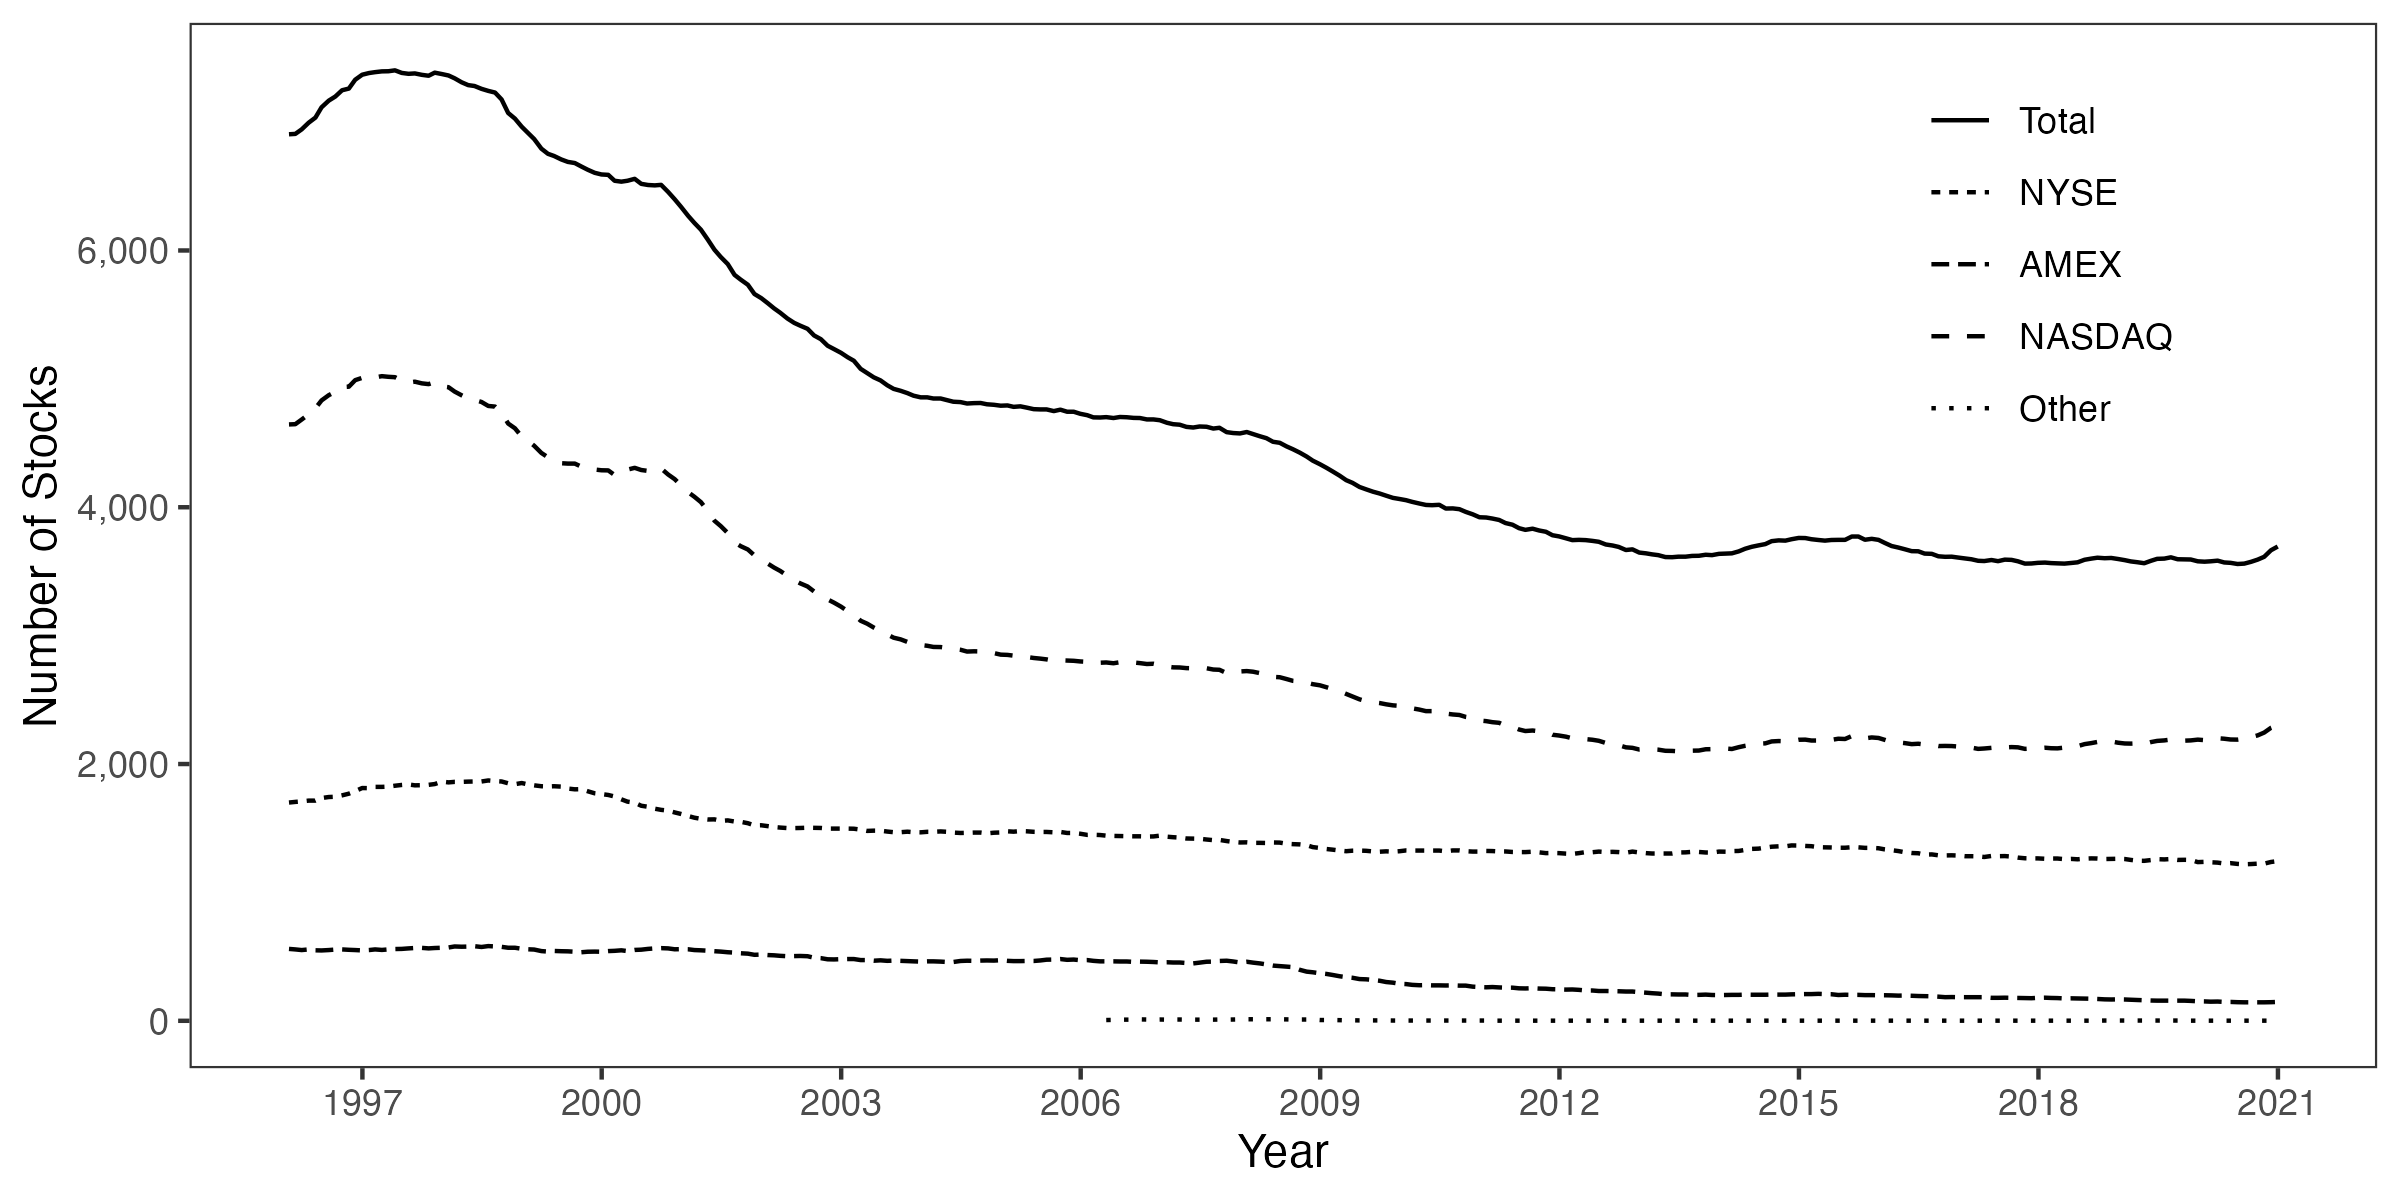 Total
NYSE
AMEX
NASDAQ
Other
Number of Stocks
6,000
4,000
2,000
0
1997 2000 2003 2006 2009 2012 2015 2018 2021
Year